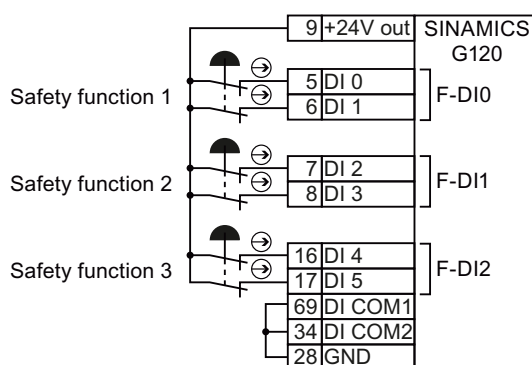 9 +24V out SINAMICS
G120
Safety function 1
5 DI 0
6 DI 1
F-DI0
Safety function 2
7 DI 2
8 DI 3
F-DI1
Safety function 3
16 DI 4
17 DI 5
F-DI2
69 DI COM1
34 DI COM2
28 GND